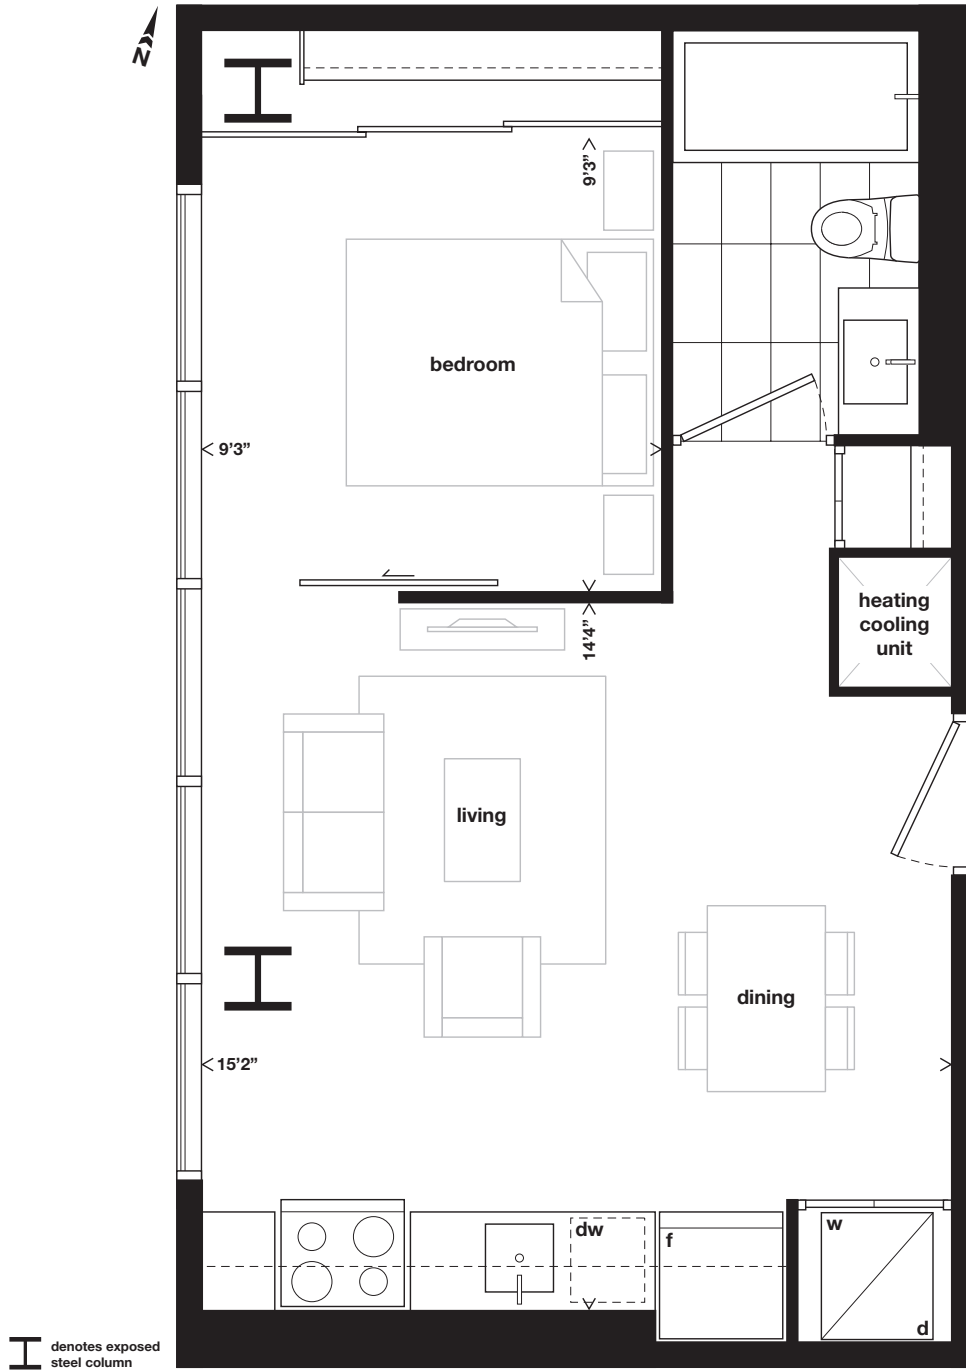 N
9’3”
bedroom
9’3”
heating
cooling
unit
14’4”
living
dining
15’2”
dw
f
w
d
denotes exposed
steel column